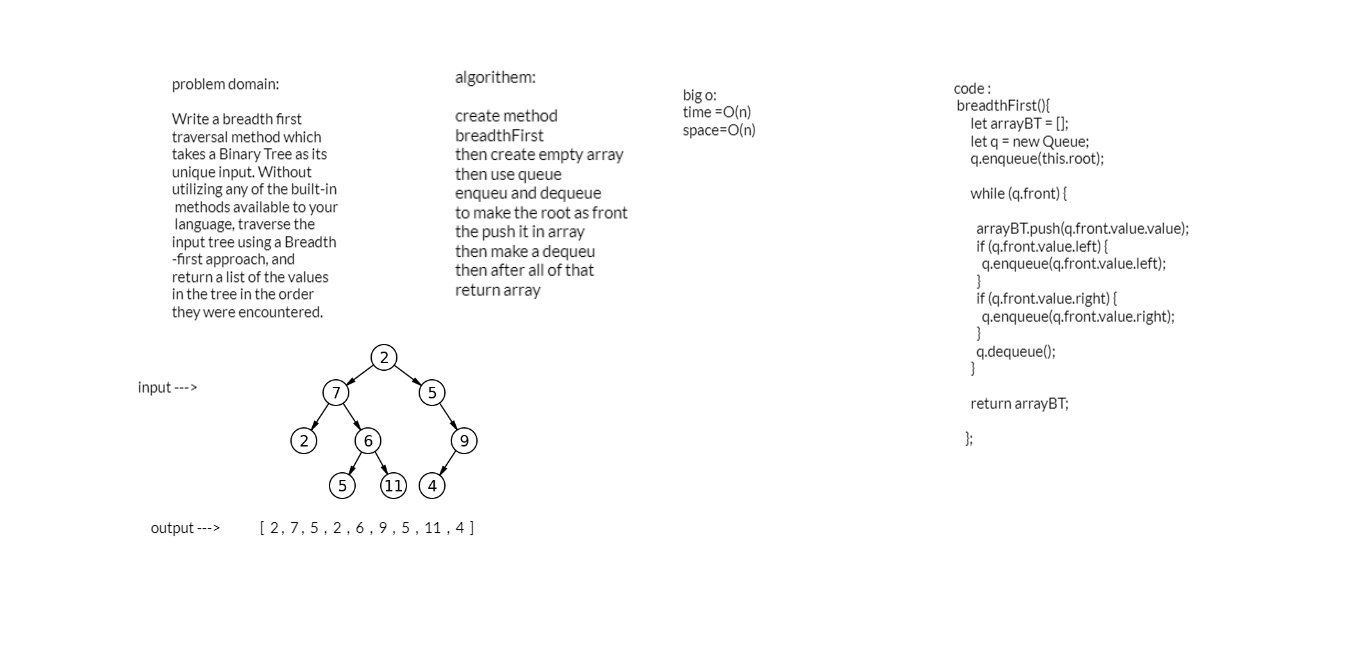 problem domain:
Write a breadth first
traversal method which
takes a Binary Tree as its
unique input. Without
utilizing any of the built-in
methods available to your
language, traverse the
input tree using a Breadth
-first approach, and
return a list of the values
in the tree in the order
they were encountered.
algorithem:
create method
breadthFirst
then create empty array
then use queue
enqueu and dequeue
to make the root as front
the push it in array
then make a dequeu
then after all of that
return array
big o:
time =O(n)
space=O(n)
code :
breadthFirst(){
let arrayBT = [];
let q = new Queue;
q.enqueue(this.root);
while (q.front) {
arrayBT.push(q.front.value.value);
if (q.front.value.left) {
q.enqueue(q.front.value.left);
}
if (q.front.value.right) {
q.enqueue(q.front.value.right);
}
q.dequeue();
}
return arrayBT;
};
input --->
2
7 5
2 6 9
5 11 4
output ---> [ 2, 7, 5 , 2 , 6 , 9 , 5 , 11 , 4 ]